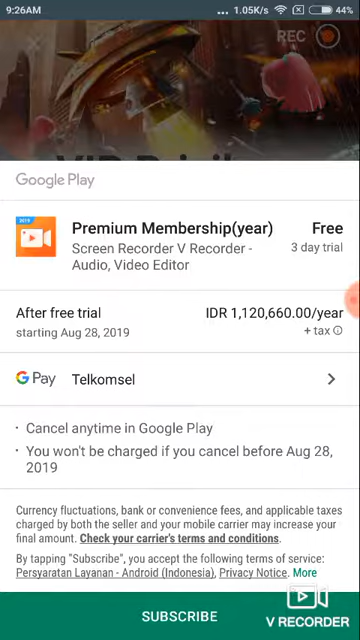 9:26AM
... 1.05K/s 44%
REC
Google Play
2019
Premium Membership(year)
Free
Screen Recorder V Recorder -
Audio, Video Editor
3 day trial
After free trial
IDR 1,120,660.00/year
starting Aug 28, 2019
+ tax
G Pay Telkomsel
• Cancel anytime in Google Play
• You won't be charged if you cancel before Aug 28,
2019
Currency fluctuations, bank or convenience fees, and applicable taxes
charged by both the seller and your mobile carrier may increase your
final amount. Check your carrier's terms and conditions.
By tapping "Subscribe", you accept the following terms of service:
Persyaratan Layanan - Android (Indonesia), Privacy Notice. More
SUBSCRIBE
V RECORDER